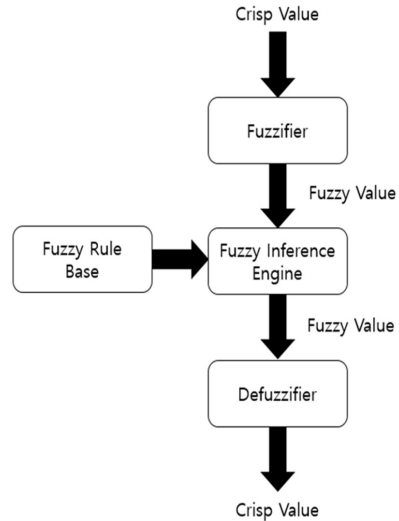 Crisp Value
Fuzzifier
Fuzzy Value
Fuzzy Rule
Base
Fuzzy Inference
Engine
Fuzzy Value
Defuzzifier
Crisp Value